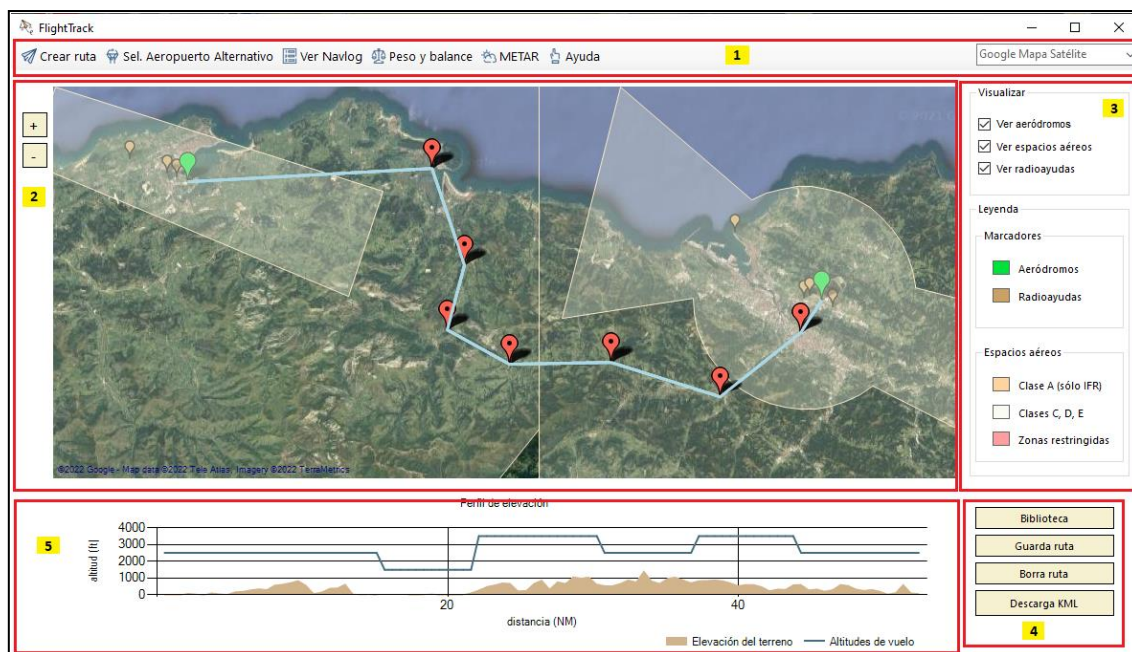 FlightTrack
Crear ruta Sel. Aeropuerto Alternativo Ver Navlog Peso y balance METAR Ayuda 1 Google Mapa Satélite
Visualizar 3
Ver aeródromos
Ver espacios aéreos
Ver radioayudas
+
-
2
Leyenda
Marcadores
Aeródromos
Radioayudas
Espacios aéreos
Clase A (sólo IFR)
Clases C, D, E
Zonas restringidas
©2022 Google - Map data ©2022 Tele Atlas, Imagery ©2022 TerraMetrics
Perfil de elevación
5
altitud [ft]
4000
3000
2000
1000
0
20 40
distancia (NM)
Elevación del terreno Altitudes de vuelo
Biblioteca
Guarda ruta
Borra ruta
Descarga KML
4